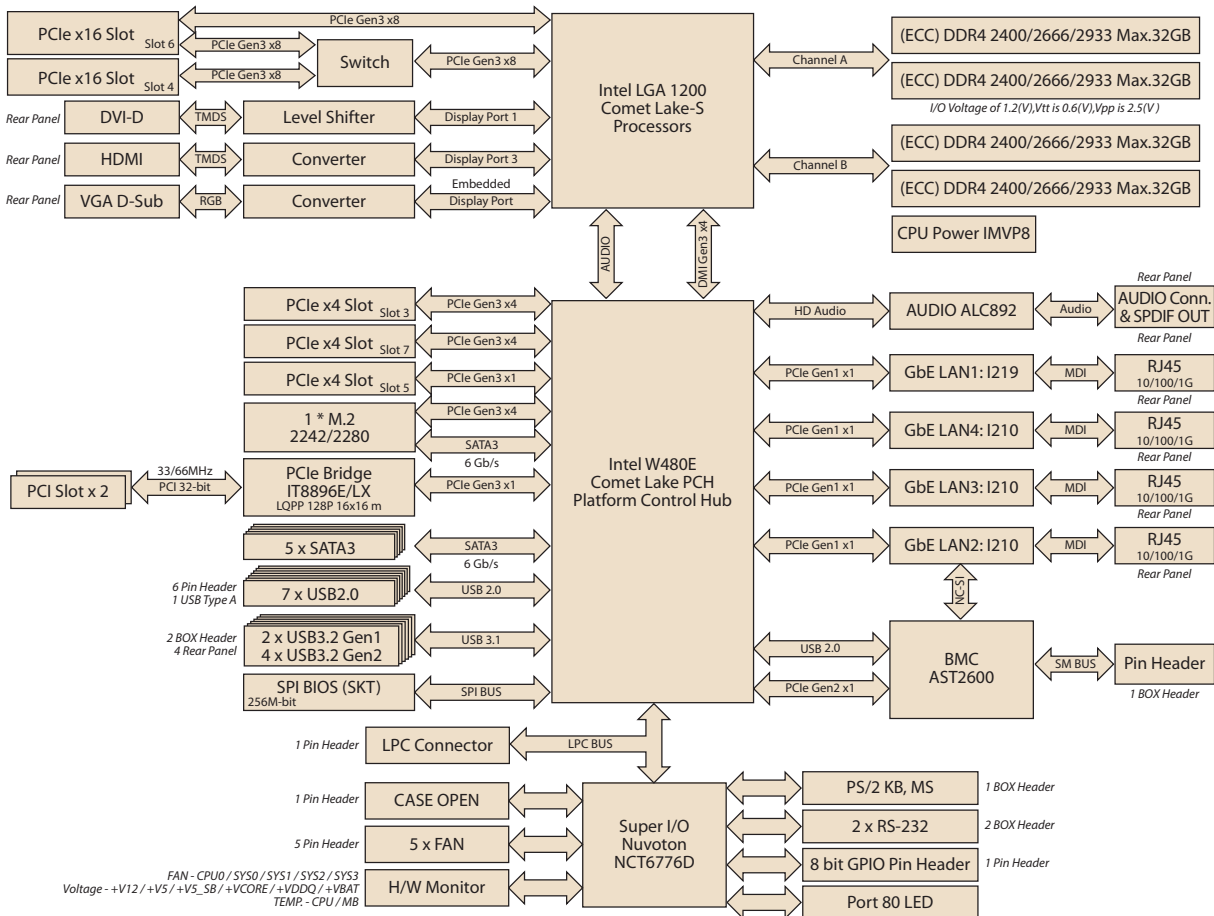 PCIe x16 Slot
Slot 6
PCIe Gen3 x8
PCIe Gen3 x8
PCIe x16 Slot
Slot 4
PCIe Gen3 x8
Switch
PCIe Gen3 x8
Rear Panel
DVI-D
TMDS
Level Shifter
Display Port 1
Rear Panel
HDMI
TMDS
Converter
Display Port 3
Rear Panel
VGA D-Sub
RGB
Converter
Embedded
Display Port
Intel LGA 1200
Comet Lake-S
Processors
Channel A
(ECC) DDR4 2400/2666/2933 Max.32GB
(ECC) DDR4 2400/2666/2933 Max.32GB
I/O Voltage of 1.2(V),Vtt is 0.6(V),Vpp is 2.5(V )
Channel B
(ECC) DDR4 2400/2666/2933 Max.32GB
(ECC) DDR4 2400/2666/2933 Max.32GB
CPU Power IMVP8
AUDIO
DMI Gen3 x4
PCIe x4 Slot
Slot 3
PCIe Gen3 x4
PCIe x4 Slot
Slot 7
PCIe Gen3 x4
PCIe x4 Slot
Slot 5
PCIe Gen3 x1
1 * M.2
2242/2280
PCIe Gen3 x4
SATA3
6 Gb/s
PCI Slot x 2
33/66MHz
PCI 32-bit
PCIe Bridge
IT8896E/LX
LQPP 128P 16x16 m
PCIe Gen3 x1
5 x SATA3
SATA3
6 Gb/s
6 Pin Header
1 USB Type A
7 x USB2.0
USB 2.0
2 BOX Header
4 Rear Panel
2 x USB3.2 Gen1
4 x USB3.2 Gen2
USB 3.1
SPI BIOS (SKT)
256M-bit
SPI BUS
Intel W480E
Comet Lake PCH
Platform Control Hub
HD Audio
AUDIO ALC892
Audio
Rear Panel
AUDIO Conn.
& SPDIF OUT
Rear Panel
PCIe Gen1 x1
GbE LAN1: I219
MDI
RJ45
10/100/1G
Rear Panel
PCIe Gen1 x1
GbE LAN4: I210
MDI
RJ45
10/100/1G
Rear Panel
PCIe Gen1 x1
GbE LAN3: I210
MDI
RJ45
10/100/1G
Rear Panel
PCIe Gen1 x1
GbE LAN2: I210
MDI
RJ45
10/100/1G
Rear Panel
NC-SI
USB 2.0
PCIe Gen2 x1
BMC
AST2600
SM BUS
Pin Header
1 BOX Header
1 Pin Header
LPC Connector
LPC BUS
1 Pin Header
CASE OPEN
5 Pin Header
5 x FAN
FAN - CPU0 / SYS0 / SYS1 / SYS2 / SYS3
Voltage - +V12 / +V5 / +V5_SB / +VCORE / +VDDQ / +VBAT
TEMP. - CPU / MB
H/W Monitor
Super I/O
Nuvoton
NCT6776D
PS/2 KB, MS
1 BOX Header
2 x RS-232
2 BOX Header
8 bit GPIO Pin Header
1 Pin Header
Port 80 LED